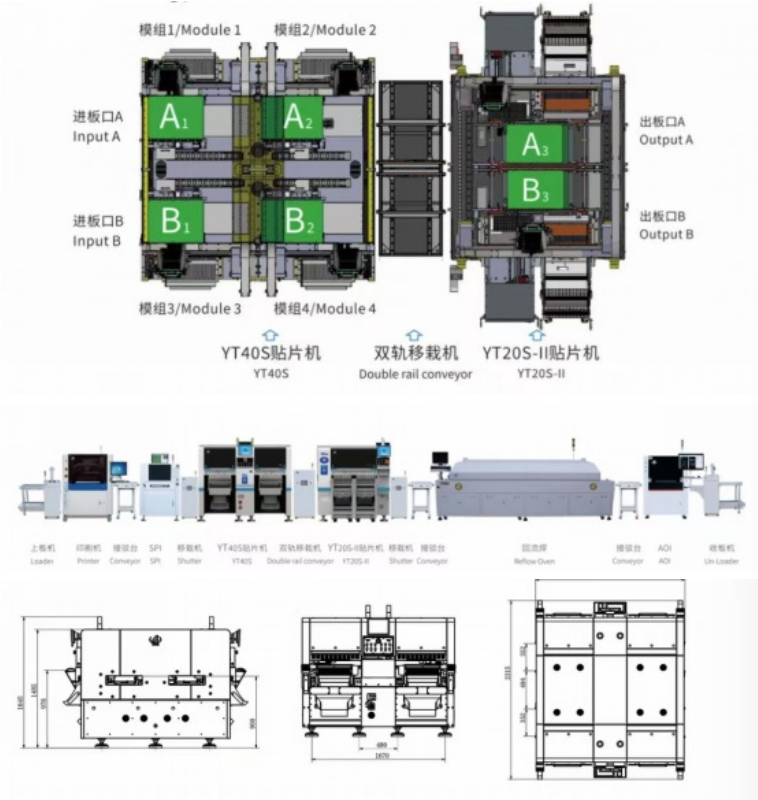 模组1/Module 1
模组2/Module 2
进板口A
Input A
A1
A2
出板口A
Output A
A3
B3
进板口B
Input B
B1
B2
出板口B
Output B
模组3/Module 3
模组4/Module 4
YT40S贴片机
YT40S
双轨移栽机
Double rail conveyor
YT20S-II贴片机
YT20S-II
上板机
Loader
印刷机
Printer
接驳台
Conveyor
SPI
SPI
移载机
Shutter
YT40S贴片机
YT40S
双轨移载机
Double rail conveyor
YT20S-II贴片机
YT20S-II
移载机
Shutter
接驳台
Conveyor
回流焊
Reflow Oven
接驳台
Conveyor
AOI
AOI
收板机
Un-Loader
1645
1485
976
900
490
1670
2315
494